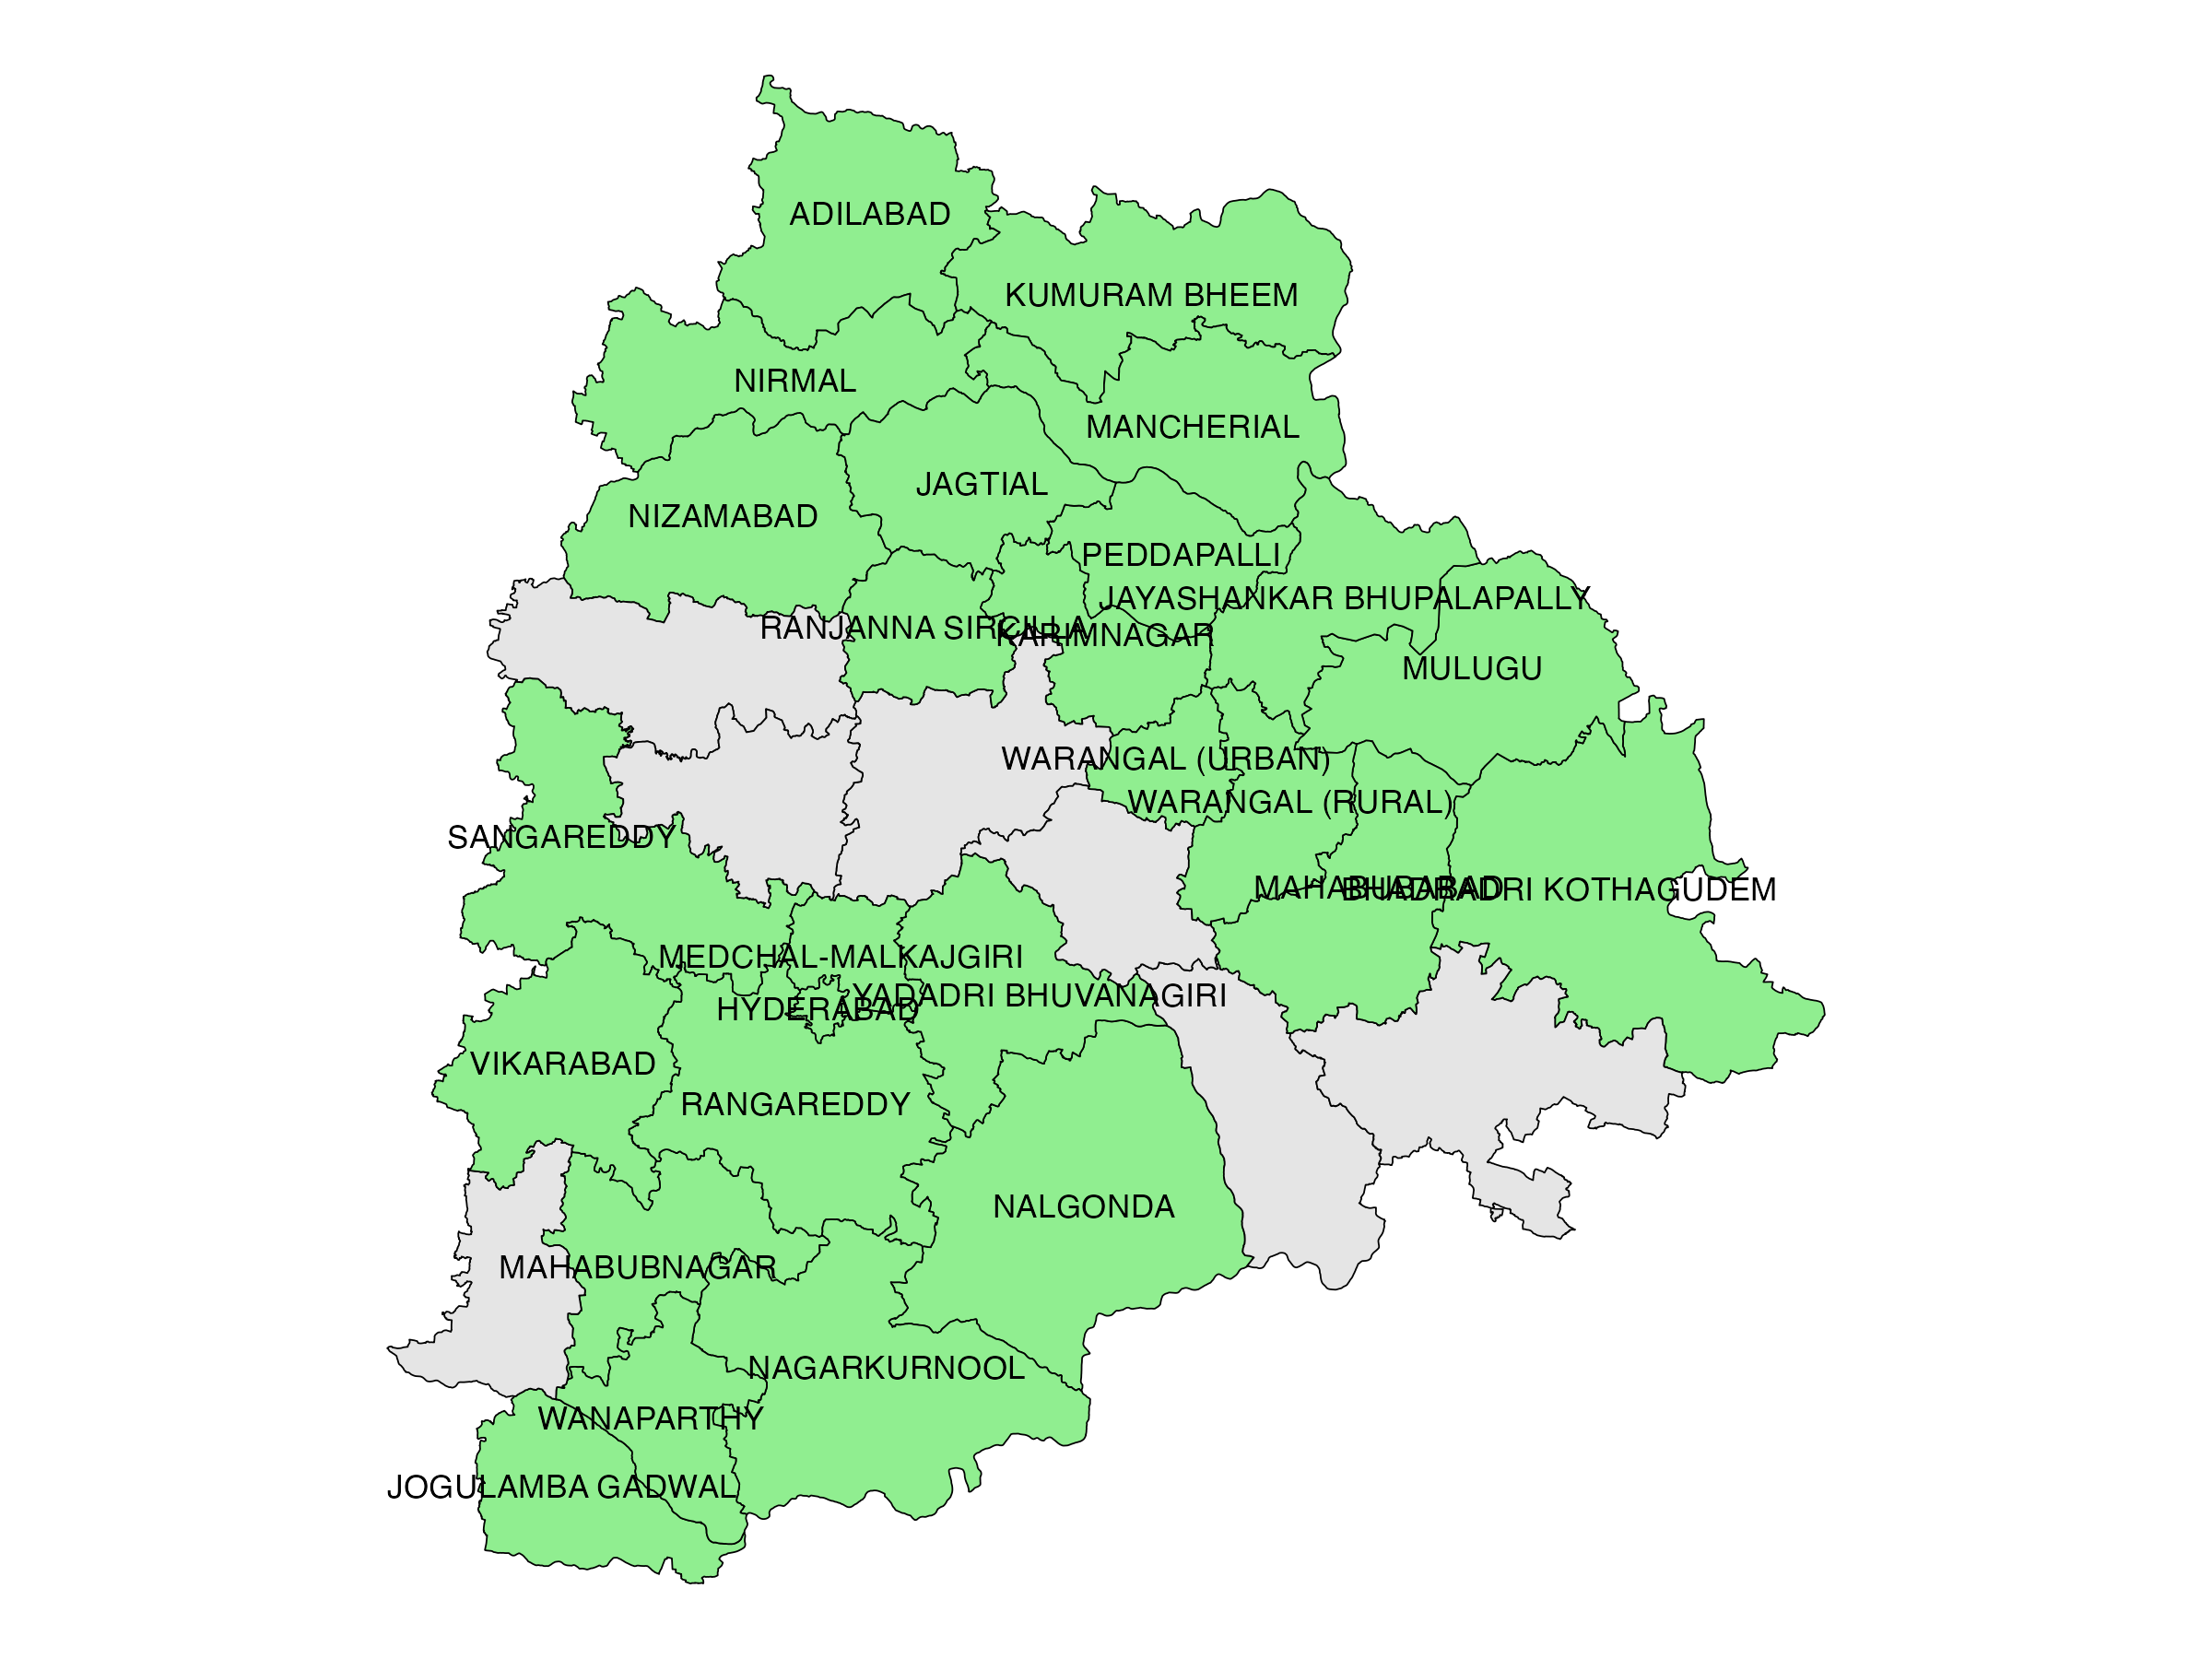 ADILABAD
KUMURAM BHEEM
NIRMAL
MANCHERIAL
JAGTIAL
NIZAMABAD
PEDDAPALLI
JAYASHANKAR BHUPALAPALLY
RANJANNA SIRCILLA
KARIMNAGAR
MULUGU
WARANGAL (URBAN)
WARANGAL (RURAL)
SANGAREDDY
MAHABUBABAD
BHADRADRI KOTHAGUDEM
MEDCHAL-MALKAJGIRI
YADADRI BHUVANAGIRI
HYDERABAD
VIKARABAD
RANGAREDDY
NALGONDA
MAHABUBNAGAR
NAGARKURNOOL
WANAPARTHY
JOGULAMBA GADWAL